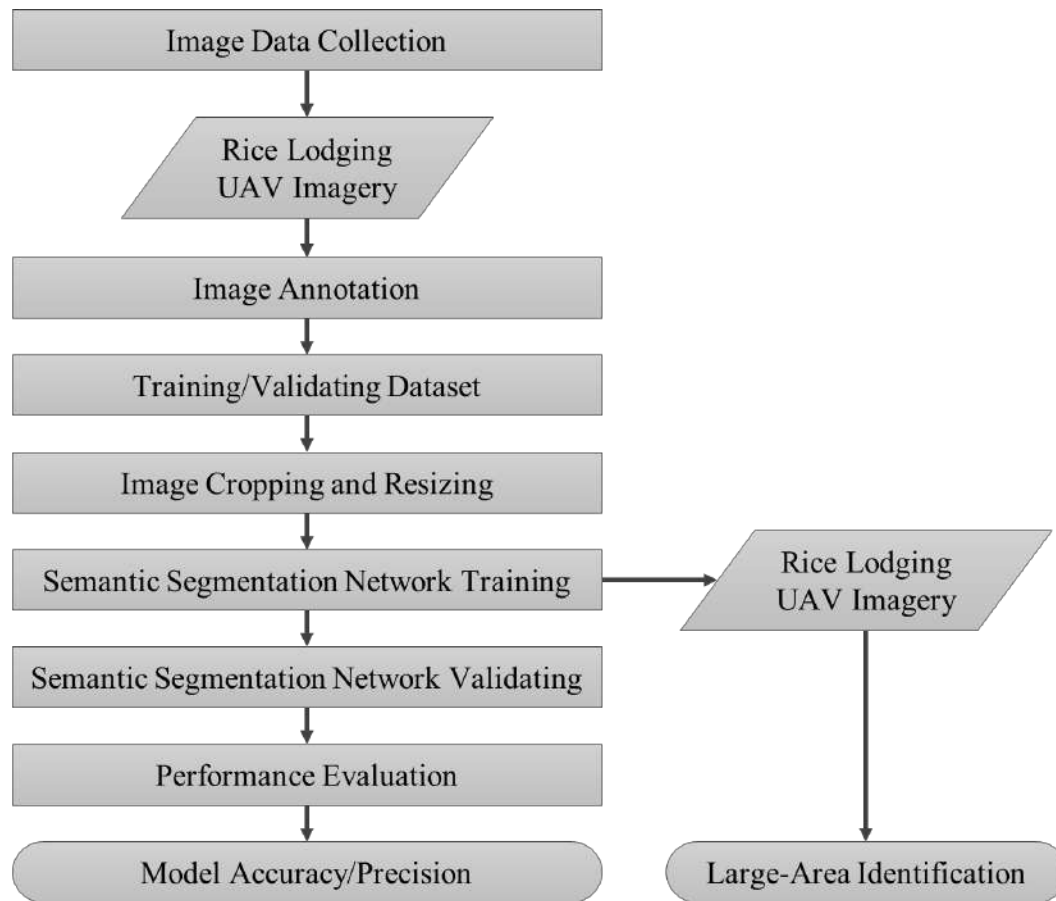 Image Data Collection
Rice Lodging
UAV Imagery
Image Annotation
Training/Validating Dataset
Image Cropping and Resizing
Semantic Segmentation Network Training
Semantic Segmentation Network Validating
Performance Evaluation
Model Accuracy/Precision
Rice Lodging
UAV Imagery
Large-Area Identification